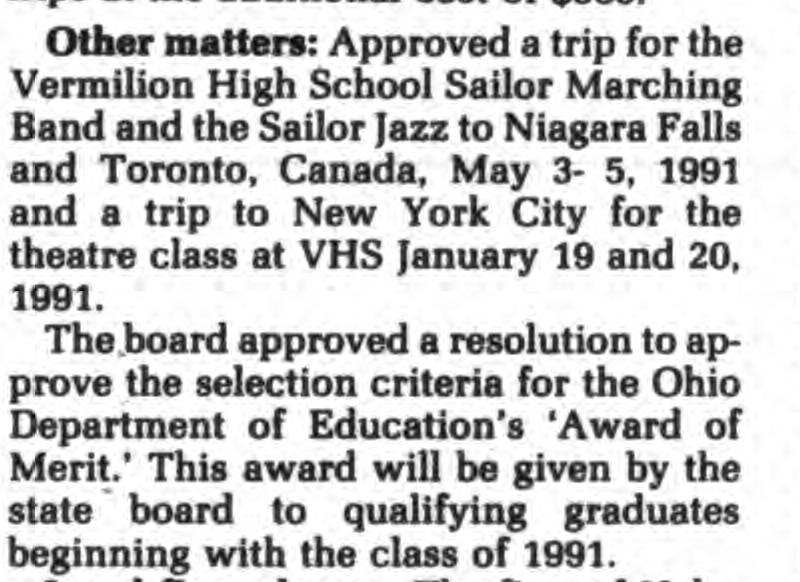 Other matters: Approved a trip for the
Vermilion High School Sailor Marching
Band and the Sailor Jazz to Niagara Falls
and Toronto, Canada, May 3- 5, 1991
and a trip to New York City for the
theatre class at VHS January 19 and 20,
1991.
The board approved a resolution to ap-
prove the selection criteria for the Ohio
Department of Education's 'Award of
Merit.' This award will be given by the
state board to qualifying graduates
beginning with the class of 1991.